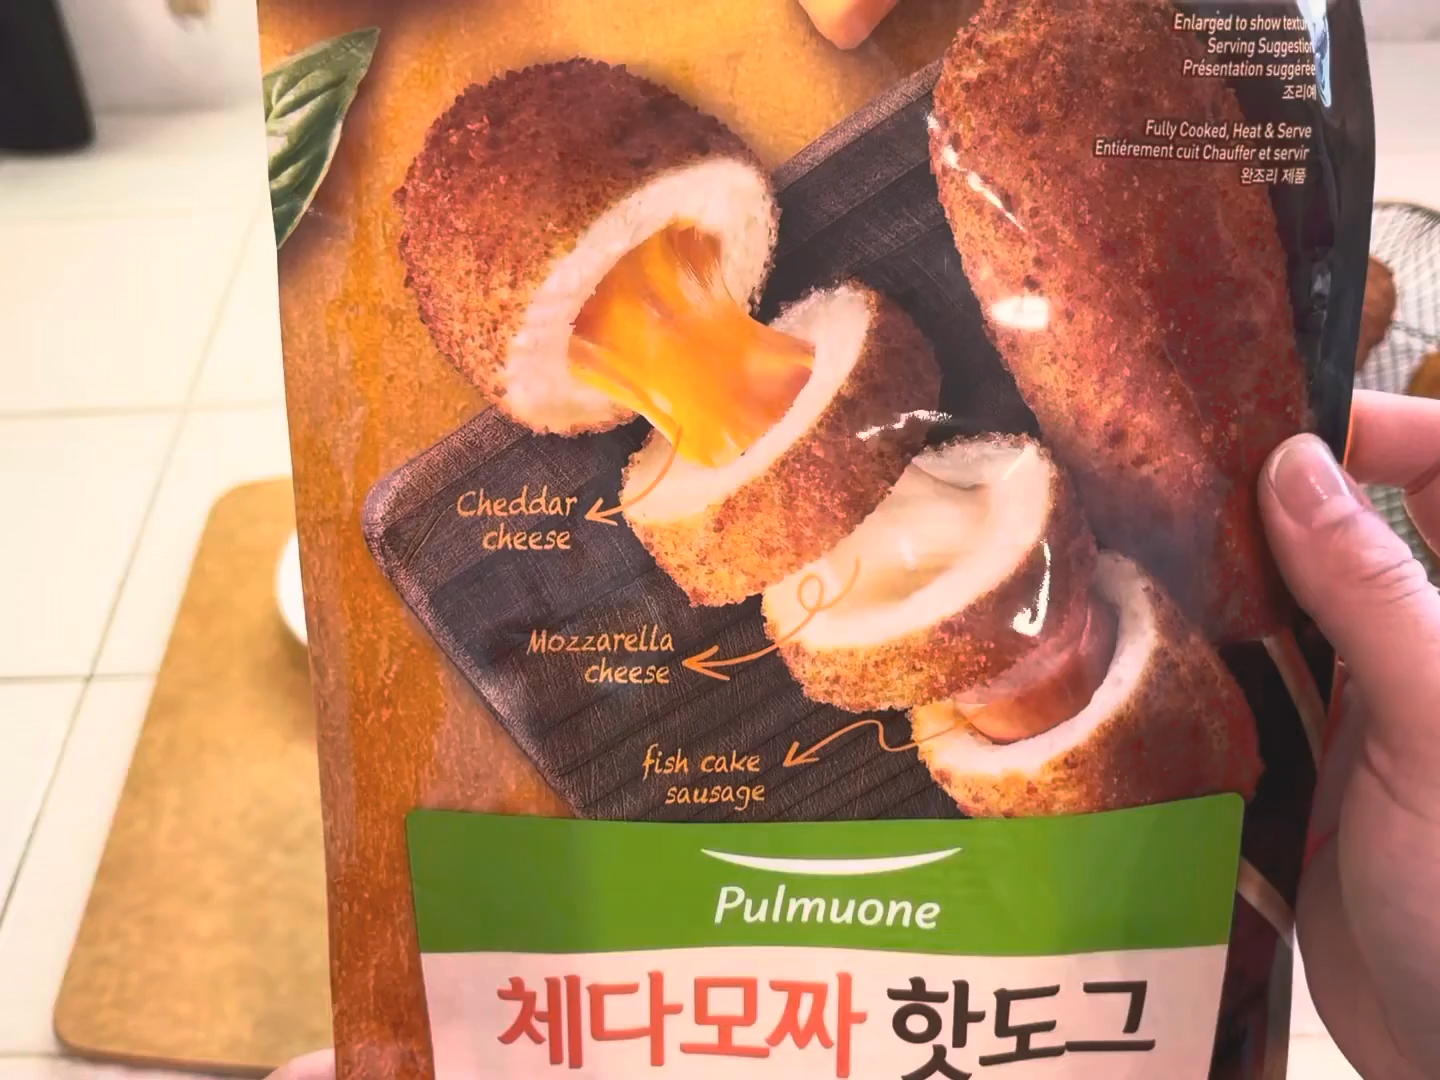 Enlarged to show texture
Serving Suggestion
Présentation suggérée
조리예
Fully Cooked, Heat & Serve
Entiérement cuit Chauffer et servir
완조리 제품
Cheddar
cheese
Mozzarella
cheese
fish cake
sausage
Pulmuone
체다모짜 핫도그